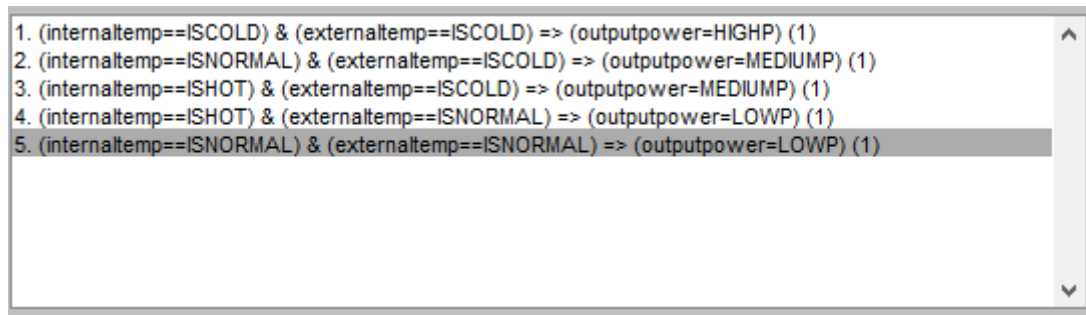 1. (internaltemp==ISCOLD) & (externaltemp==ISCOLD) => (outputpower=HIGHP) (1)
2. (internaltemp==ISNORMAL) & (externaltemp==ISCOLD) => (outputpower=MEDIUMP) (1)
3. (internaltemp==ISHOT) & (externaltemp==ISCOLD) => (outputpower=MEDIUMP) (1)
4. (internaltemp==ISHOT) & (externaltemp==ISNORMAL) => (outputpower=LOWP) (1)
5. (internaltemp==ISNORMAL) & (externaltemp==ISNORMAL) => (outputpower=LOWP) (1)